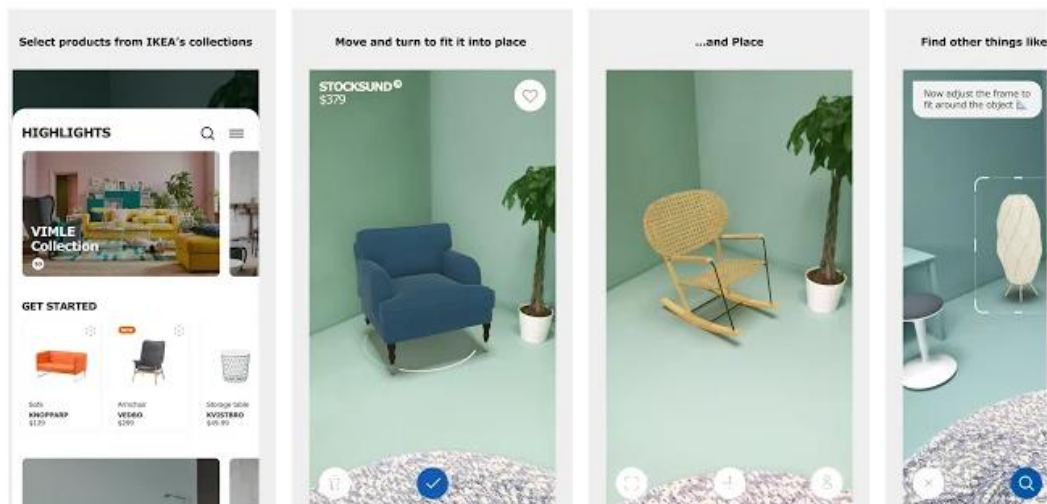 Select products from IKEA's collections
HIGHLIGHTS
VIMLE
Collection
GET STARTED
NEW
Sofa
KNOPPARP
$129
Armchair
VEDBO
$299
Storage table
KVISTBRO
$49.99
Move and turn to fit it into place
STOCKSUND
$379
...and Place
Find other things like
Now adjust the frame to
fit around the object